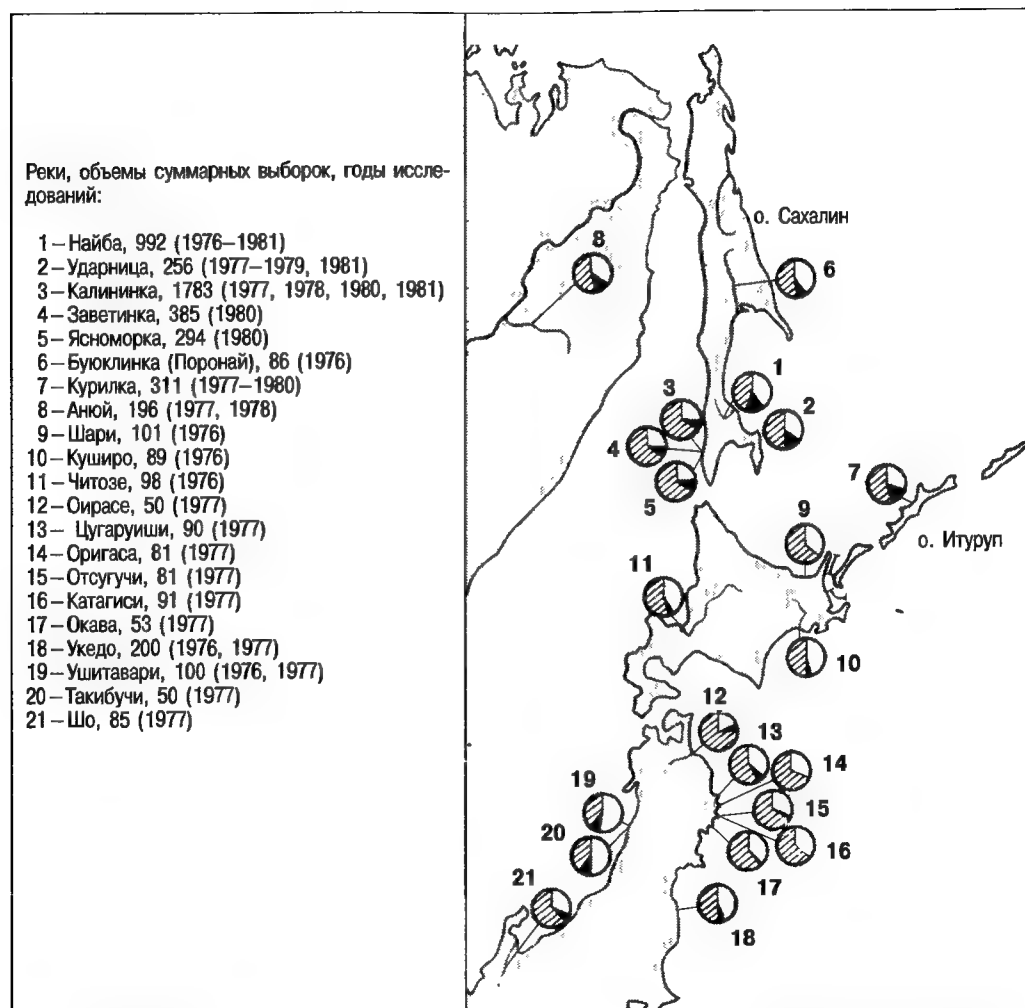 Реки, объемы суммарных выборок, годы иссле-
дований:
1 – Найба, 992 (1976–1981)
2 – Ударница, 256 (1977–1979, 1981)
3 – Калининка, 1783 (1977, 1978, 1980, 1981)
4 – Заветинка, 385 (1980)
5 – Ясноморка, 294 (1980)
6 – Буюклинка (Поронай), 86 (1976)
7 – Курилка, 311 (1977–1980)
8 – Анюй, 196 (1977, 1978)
9 – Шари, 101 (1976)
10 – Куширо, 89 (1976)
11 – Читозе, 98 (1976)
12 – Оирасе, 50 (1977)
13 – Цугаруиши, 90 (1977)
14 – Оригаса, 81 (1977)
15 – Отсугучи, 81 (1977)
16 – Катагиси, 91 (1977)
17 – Окава, 53 (1977)
18 – Укедо, 200 (1976, 1977)
19 – Ушитавари, 100 (1976, 1977)
20 – Такибучи, 50 (1977)
21 – Шо, 85 (1977)
о. Сахалин
8
6
1
3
2
4
5
7
9
о. Итуруп
11
10
12
13
14
19
15
20
16
17
21
18